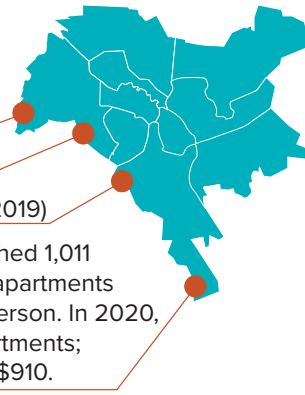 2019)
ned 1,011
apartments
erson. In 2020,
rtments;
$910.